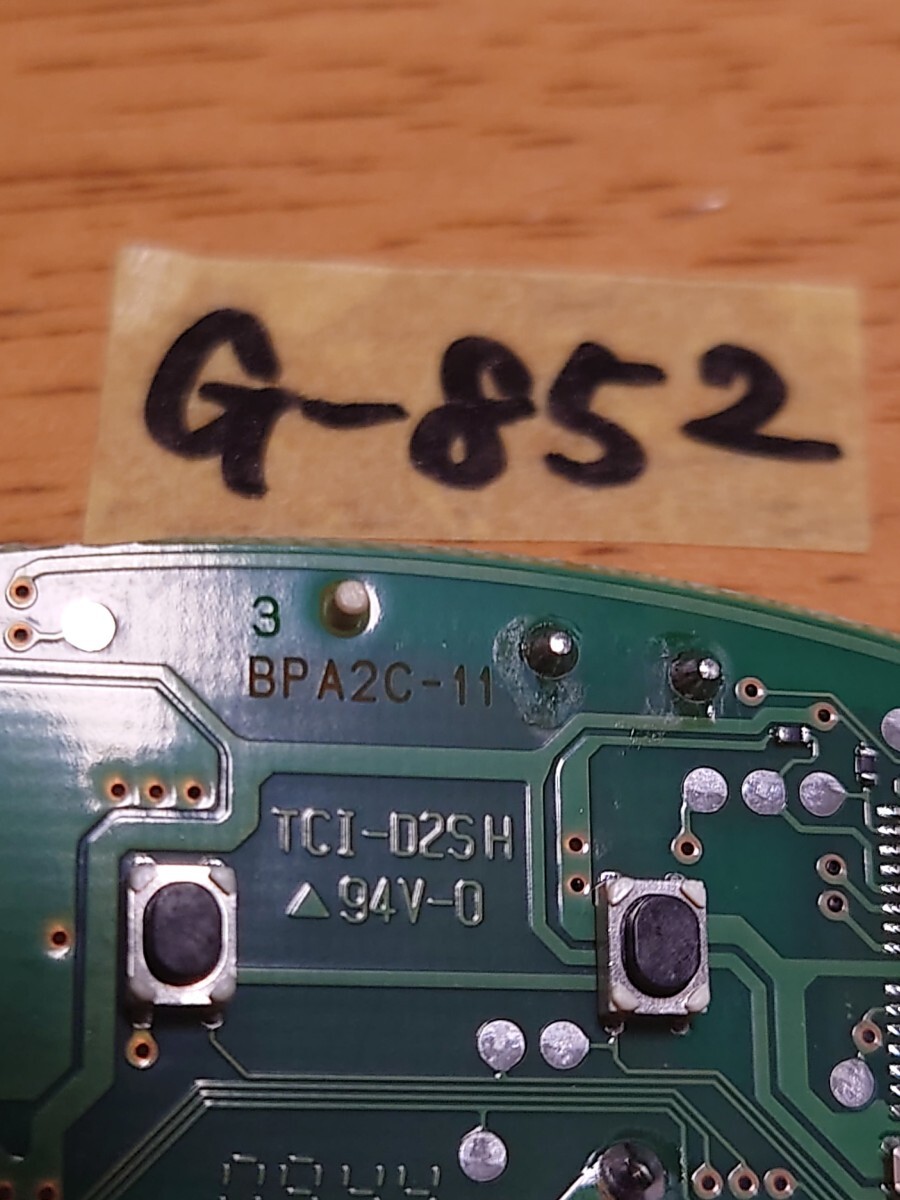 G-852
3
BPA2C-11
TCI-D2SH
△94V-0